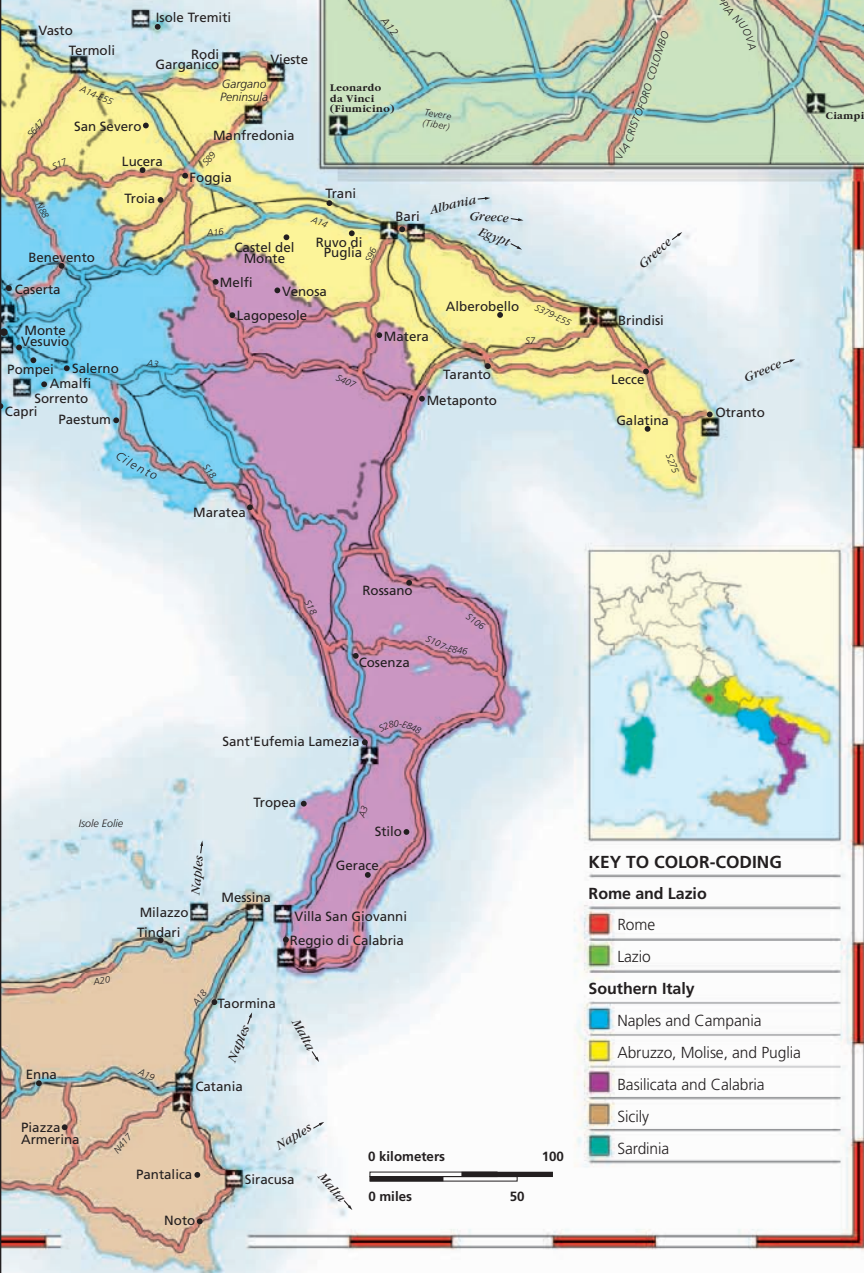 Isole Tremiti
Vasto
Termoli
Rodi
Garganico
Vieste
Gargano
Peninsula
A14-E55
S647
San Severo
Manfredonia
Lucera
S17
S89
Foggia
Troia
Trani
N88
A16
A14
Bari
Albania
Greece
Egypt
Greece
Castel del
Monte
Ruvo di
Puglia
S96
Benevento
Caserta
Melfi
Venosa
Lagopesole
Alberobello
S379-E55
Brindisi
Monte
Vesuvio
Matera
S7
Pompei
Salerno
A3
Taranto
Lecce
Greece
Amalfi
Sorrento
Capri
S407
Metaponto
Paestum
Galatina
Otranto
Cilento
S18
S275
Maratea
Rossano
S18
S106
S107-E846
Cosenza
Sant'Eufemia Lamezia
S280-E848
Tropea
A3
Isole Eolie
Stilo
Naples
Gerace
Messina
Milazzo
Villa San Giovanni
Tindari
Reggio di Calabria
A20
A18
Taormina
Naples
Malta
Enna
A19
Catania
Piazza
Armerina
N417
Naples
Pantalica
Siracusa
Malta
Noto
A12
Leonardo
da Vinci
(Fiumicino)
Tevere
(Tiber)
VIA CRISTOFORO COLOMBO
PPIA NUOVA
Ciampi
KEY TO COLOR-CODING
Rome and Lazio
Rome
Lazio
Southern Italy
Naples and Campania
Abruzzo, Molise, and Puglia
Basilicata and Calabria
Sicily
Sardinia
0 kilometers 100
0 miles 50